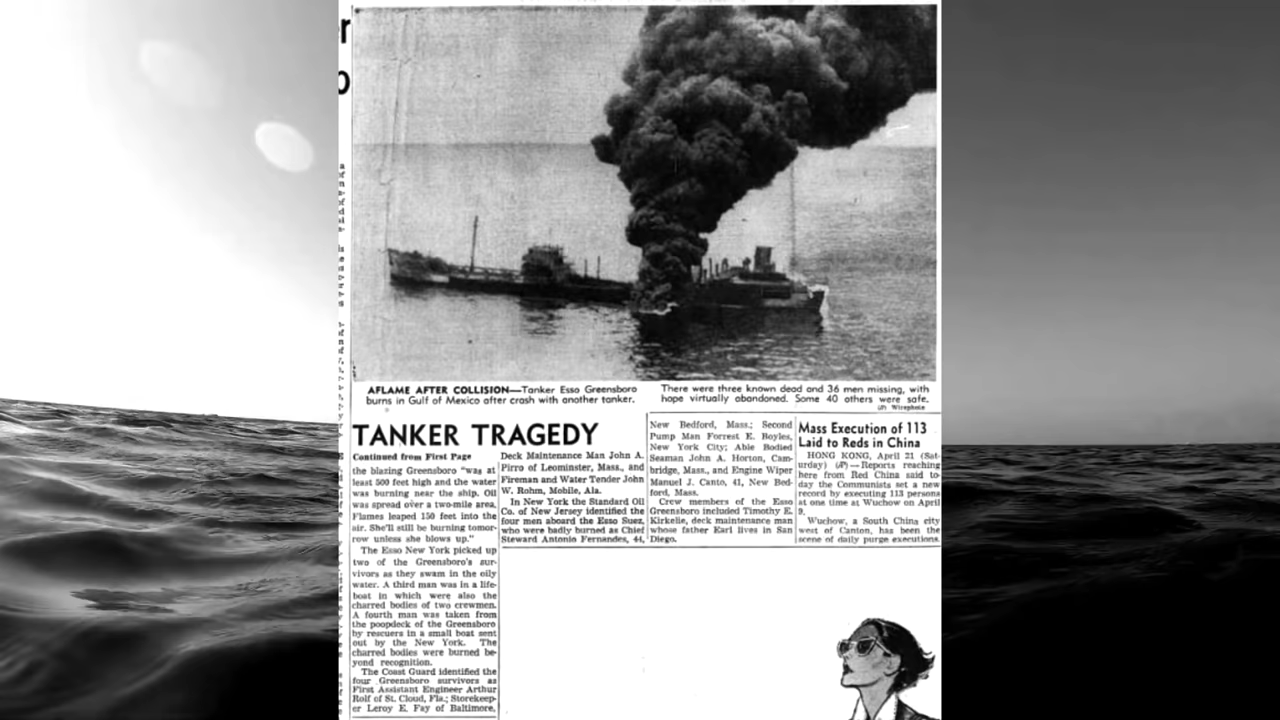 AFLAME AFTER COLLISION—Tanker Esso Greensboro
burns in Gulf of Mexico after crash with another tanker.
There were three known dead and 36 men missing, with
hope virtually abandoned. Some 40 others were safe.
(AP) Wirephoto
TANKER TRAGEDY
Continued from First Page
the blazing Greensboro "was at
least 500 feet high and the water
was burning near the ship. Oil
was spread over a two-mile area.
Flames leaped 150 feet into the
air. She'll still be burning tomor-
row unless she blows up."
The Esso New York picked up
two of the Greensboro's sur-
vivors as they swam in the oily
water. A third man was in a life-
boat in which were also the
charred bodies of two crewmen.
A fourth man was taken from
the poopdeck of the Greensboro
by rescuers in a small boat sent
out by the New York. The
charred bodies were burned be-
yond recognition.
The Coast Guard identified the
four Greensboro survivors as
First Assistant Engineer Arthur
Rolf of St. Cloud, Fla.; Storekeep-
er Leroy E. Fay of Baltimore,
Deck Maintenance Man John A.
Pirro of Leominster, Mass., and
Fireman and Water Tender John
W. Rohm, Mobile, Ala.
In New York the Standard Oil
Co. of New Jersey identified the
four men aboard the Esso Suez,
who were badly burned as Chief
Steward Antonio Fernandes, 44,
New Bedford, Mass.; Second
Pump Man Forrest E. Boyles,
New York City; Able Bodied
Seaman John A. Horton, Cam-
bridge, Mass., and Engine Wiper
Manuel J. Canto, 41, New Bed-
ford, Mass.
Crew members of the Esso
Greensboro included Timothy E.
Kirkelie, deck maintenance man
whose father Earl lives in San
Diego.
Mass Execution of 113
Laid to Reds in China
HONG KONG, April 21 (Sat-
urday) (AP)—Reports reaching
here from Red China said to-
day the Communists set a new
record by executing 113 persons
at one time at Wuchow on April
9.
Wuchow, a South China city
west of Canton, has been the
scene of daily purge executions.